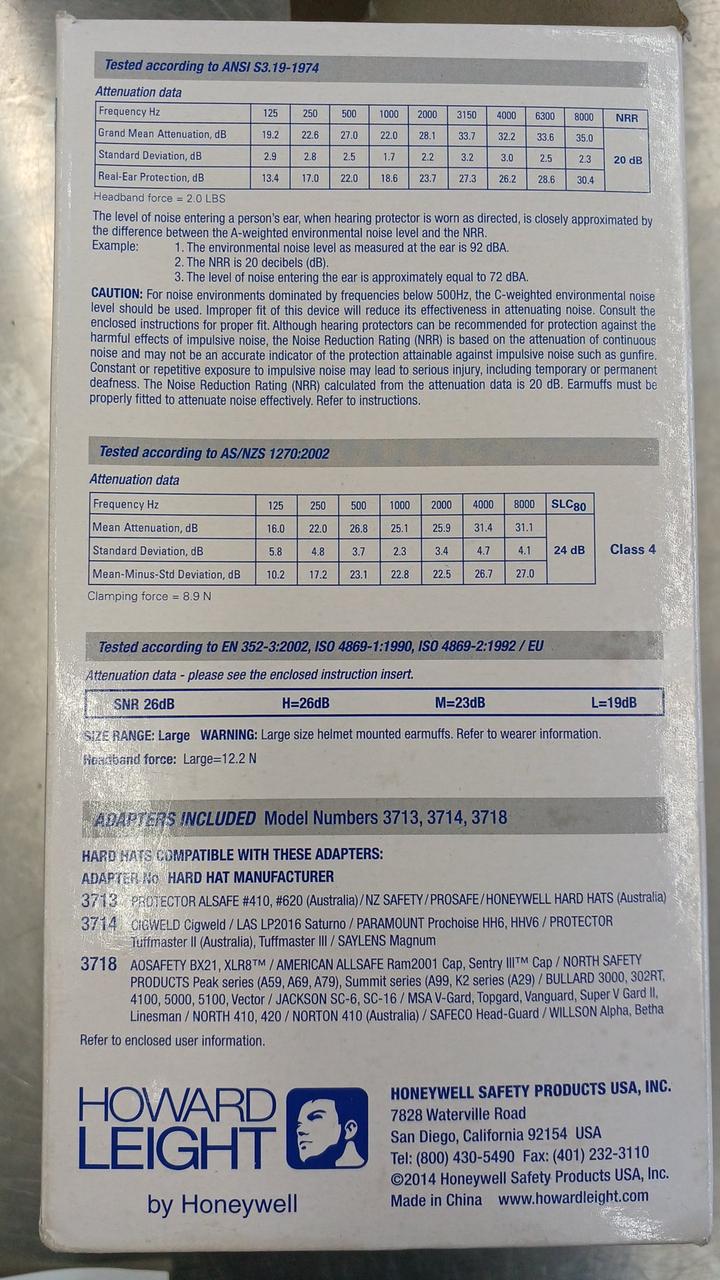 Tested according to ANSI S3.19-1974
Attenuation data
Frequency Hz 125 250 500 1000 2000 3150 4000 6300 8000 NRR
Grand Mean Attenuation, dB 19.2 22.6 27.0 22.0 28.1 33.7 32.2 33.6 35.0
Standard Deviation, dB 2.9 2.8 2.5 1.7 2.2 3.2 3.0 2.5 2.3 20 dB
Real-Ear Protection, dB 13.4 17.0 22.0 18.6 23.7 27.3 26.2 28.6 30.4
Headband force = 2.0 LBS
The level of noise entering a person's ear, when hearing protector is worn as directed, is closely approximated by
the difference between the A-weighted environmental noise level and the NRR.
Example: 1. The environmental noise level as measured at the ear is 92 dBA.
2. The NRR is 20 decibels (dB).
3. The level of noise entering the ear is approximately equal to 72 dBA.
CAUTION: For noise environments dominated by frequencies below 500Hz, the C-weighted environmental noise
level should be used. Improper fit of this device will reduce its effectiveness in attenuating noise. Consult the
enclosed instructions for proper fit. Although hearing protectors can be recommended for protection against the
harmful effects of impulsive noise, the Noise Reduction Rating (NRR) is based on the attenuation of continuous
noise and may not be an accurate indicator of the protection attainable against impulsive noise such as gunfire.
Constant or repetitive exposure to impulsive noise may lead to serious injury, including temporary or permanent
deafness. The Noise Reduction Rating (NRR) calculated from the attenuation data is 20 dB. Earmuffs must be
properly fitted to attenuate noise effectively. Refer to instructions.
Tested according to AS/NZS 1270:2002
Attenuation data
Frequency Hz 125 250 500 1000 2000 4000 8000 SLC80
Mean Attenuation, dB 16.0 22.0 26.8 25.1 25.9 31.4 31.1
Standard Deviation, dB 5.8 4.8 3.7 2.3 3.4 4.7 4.1 24 dB Class 4
Mean-Minus-Std Deviation, dB 10.2 17.2 23.1 22.8 22.5 26.7 27.0
Clamping force = 8.9 N
Tested according to EN 352-3:2002, ISO 4869-1:1990, ISO 4869-2:1992 / EU
Attenuation data - please see the enclosed instruction insert.
SNR 26dB H=26dB M=23dB L=19dB
SIZE RANGE: Large WARNING: Large size helmet mounted earmuffs. Refer to wearer information.
Headband force: Large=12.2 N
ADAPTERS INCLUDED Model Numbers 3713, 3714, 3718
HARD HATS COMPATIBLE WITH THESE ADAPTERS:
ADAPTER No HARD HAT MANUFACTURER
3713 PROTECTOR ALSAFE #410, #620 (Australia)/NZ SAFETY/PROSAFE/HONEYWELL HARD HATS (Australia)
3714 CIGWELD Cigweld / LAS LP2016 Saturno / PARAMOUNT Prochoise HH6, HHV6 / PROTECTOR
Tuffmaster II (Australia), Tuffmaster III / SAYLENS Magnum
3718 AOSAFETY BX21, XLR8™ / AMERICAN ALLSAFE Ram2001 Cap, Sentry III™ Cap / NORTH SAFETY
PRODUCTS Peak series (A59, A69, A79), Summit series (A99, K2 series (A29) / BULLARD 3000, 302RT,
4100, 5000, 5100, Vector / JACKSON SC-6, SC-16 / MSA V-Gard, Topgard, Vanguard, Super V Gard II,
Linesman / NORTH 410, 420 / NORTON 410 (Australia) / SAFECO Head-Guard / WILLSON Alpha, Betha
Refer to enclosed user information.
HOWARD
LEIGHT
by Honeywell
HONEYWELL SAFETY PRODUCTS USA, INC.
7828 Waterville Road
San Diego, California 92154 USA
Tel: (800) 430-5490 Fax: (401) 232-3110
©2014 Honeywell Safety Products USA, Inc.
Made in China www.howardleight.com